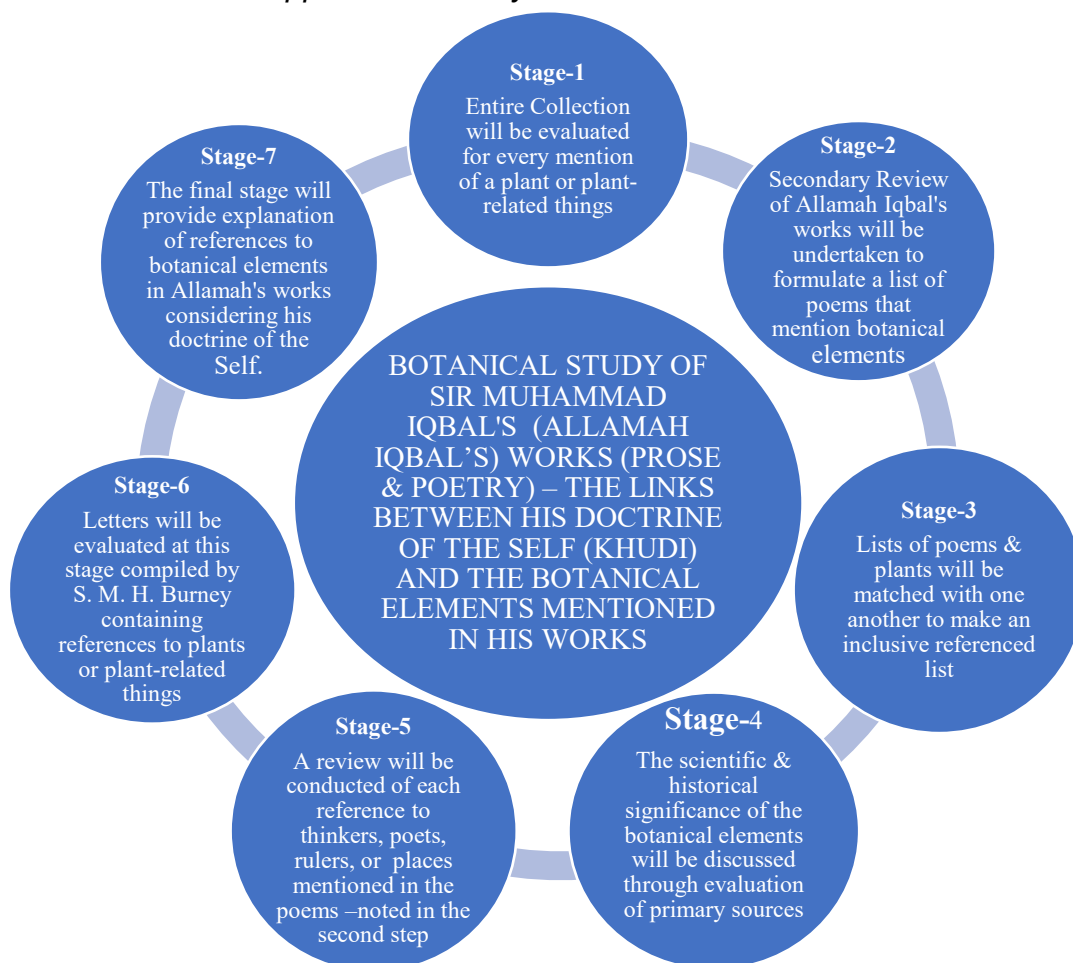 Stage-1
Entire Collection
will be evaluated
for every mention
of a plant or plant-
related things
Stage-2
Secondary Review
of Allamah Iqbal's
works will be
undertaken to
formulate a list of
poems that
mention botanical
elements
Stage-3
Lists of poems &
plants will be
matched with one
another to make an
inclusive referenced
list
Stage-4
The scientific &
historical
significance of the
botanical elements
will be discussed
through evaluation
of primary sources
Stage-5
A review will be
conducted of each
reference to
thinkers, poets,
rulers, or places
mentioned in the
poems –noted in the
second step
Stage-6
Letters will be
evaluated at this
stage compiled by
S. M. H. Burney
containing
references to plants
or plant-related
things
Stage-7
The final stage will
provide explanation
of references to
botanical elements
in Allamah's works
considering his
doctrine of the
Self.
BOTANICAL STUDY OF
SIR MUHAMMAD
IQBAL'S (ALLAMAH
IQBAL’S) WORKS (PROSE
& POETRY) – THE LINKS
BETWEEN HIS DOCTRINE
OF THE SELF (KHUDI)
AND THE BOTANICAL
ELEMENTS MENTIONED
IN HIS WORKS